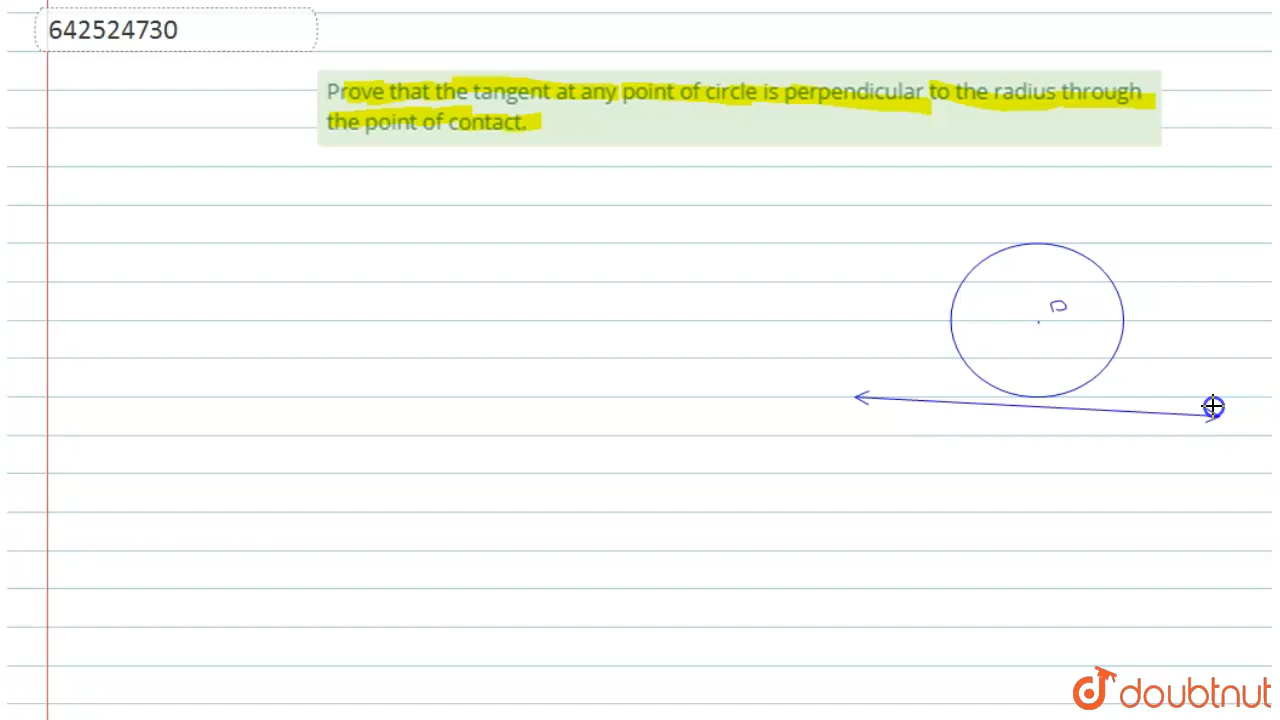 642524730
Prove that the tangent at any point of circle is perpendicular to the radius through
the point of contact.
doubtnut